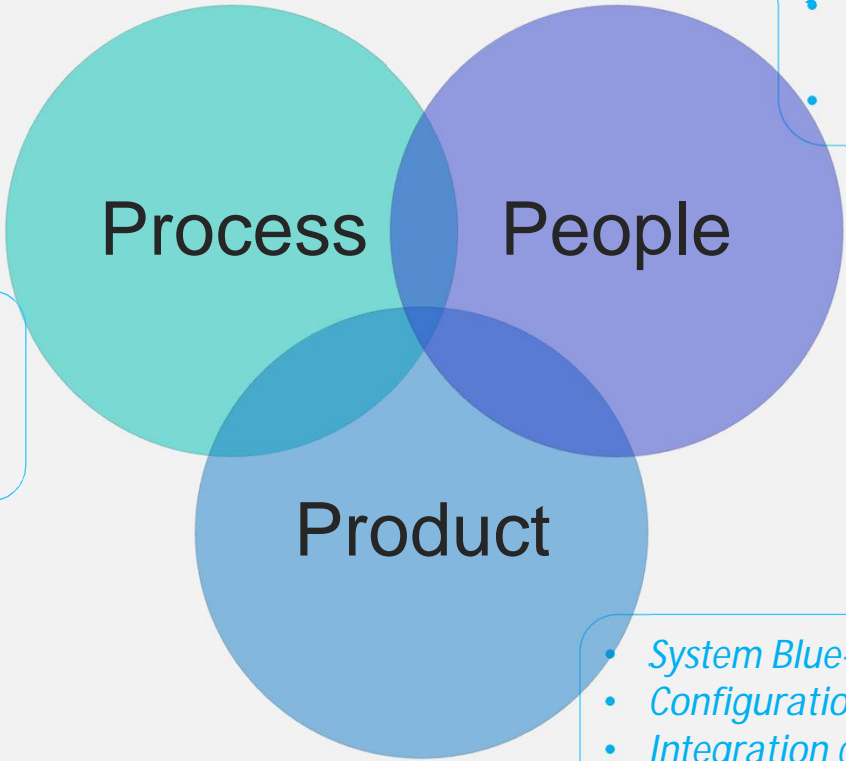 Process
People
Product
• System Blue-
• Configuratio
• Integration